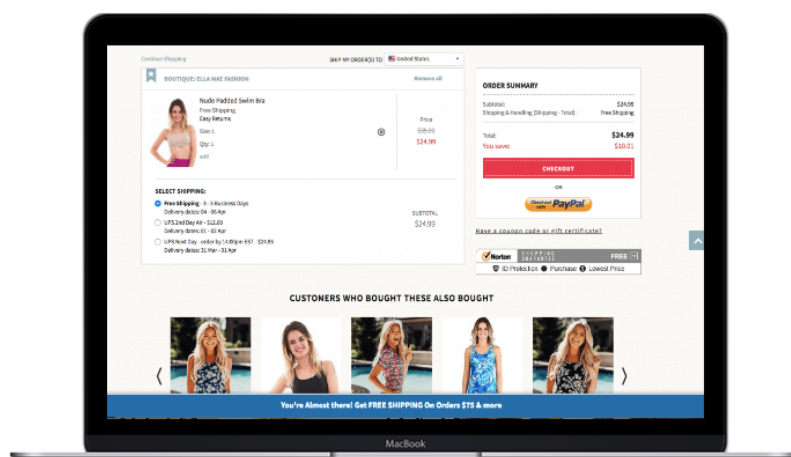 Continue Shopping
SHIP MY ORDER(S) TO United States
BOUTIQUE: ELLA MAE FASHION
Remove all
Nude Padded Swim Bra
Free Shipping
Easy Returns
Size: L
Qty: 1
edit
Price
$35.00
$24.99
SELECT SHIPPING:
Free Shipping - 3 - 5 Business Days
Delivery dates: 04 - 06 Apr
UPS 2nd Day Air - $12.60
Delivery dates: 01 - 02 Apr
UPS Next Day - order by 14:00pm EST - $24.95
Delivery dates: 31 Mar - 01 Apr
SUBTOTAL
$24.99
ORDER SUMMARY
Subtotal: $24.99
Shipping & Handling (Shipping - Total): Free Shipping
Total: $24.99
You save: $10.01
CHECKOUT
OR
Checkout with PayPal
Have a coupon code or gift certificate?
Norton SHOPPING GUARANTEE FREE
ID Protection Purchase Lowest Price
CUSTOMERS WHO BOUGHT THESE ALSO BOUGHT
You're Almost there! Get FREE SHIPPING On Orders $75 & more
MacBook